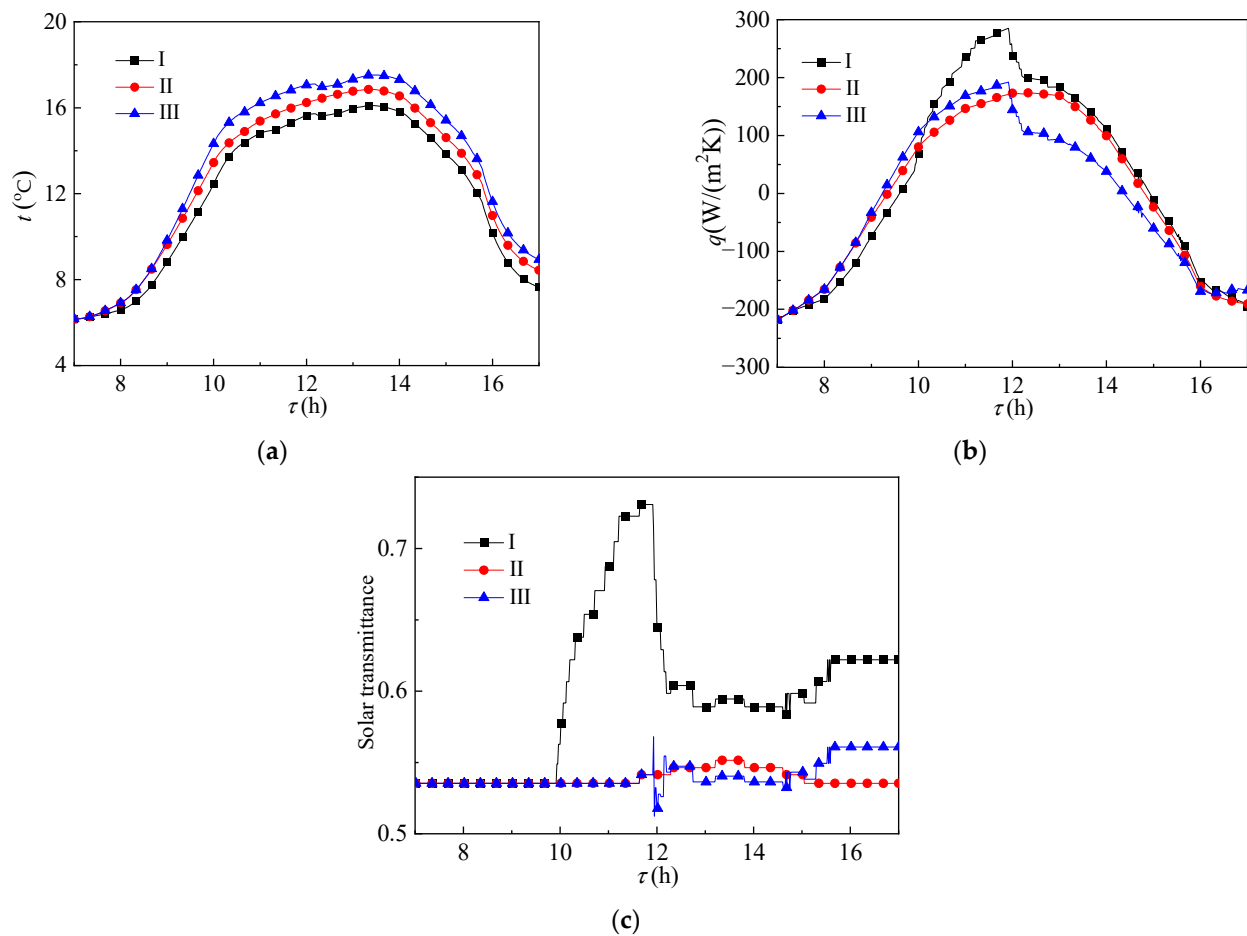 20
16
12
8
4
t (°C)
I
II
III
8 10 12 14 16
τ (h)
(a)
300
200
100
0
−100
−200
−300
q(W/(m²K))
I
II
III
8 10 12 14 16
τ (h)
(b)
0.7
0.6
0.5
Solar transmittance
I
II
III
8 10 12 14 16
τ (h)
(c)